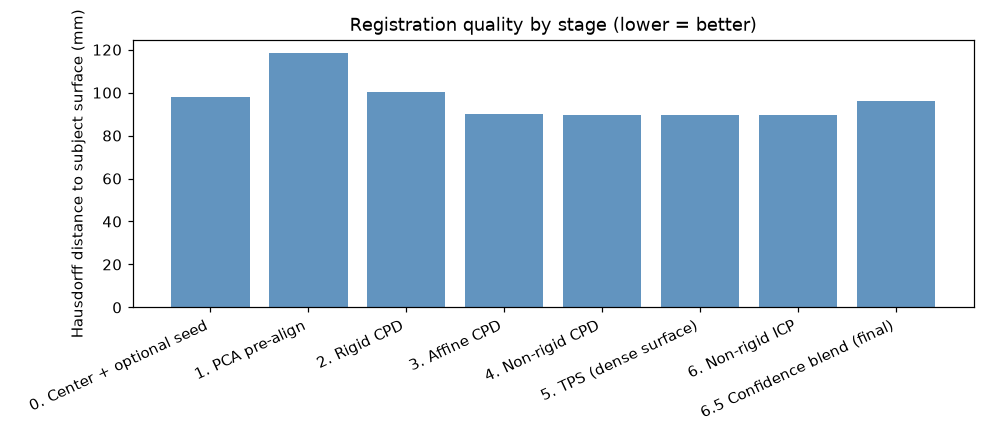 Registration quality by stage (lower = better)
Hausdorff distance to subject surface (mm)
120
100
80
60
40
20
0
0. Center + optional seed
1. PCA pre-align
2. Rigid CPD
3. Affine CPD
4. Non-rigid CPD
5. TPS (dense surface)
6. Non-rigid ICP
6.5 Confidence blend (final)